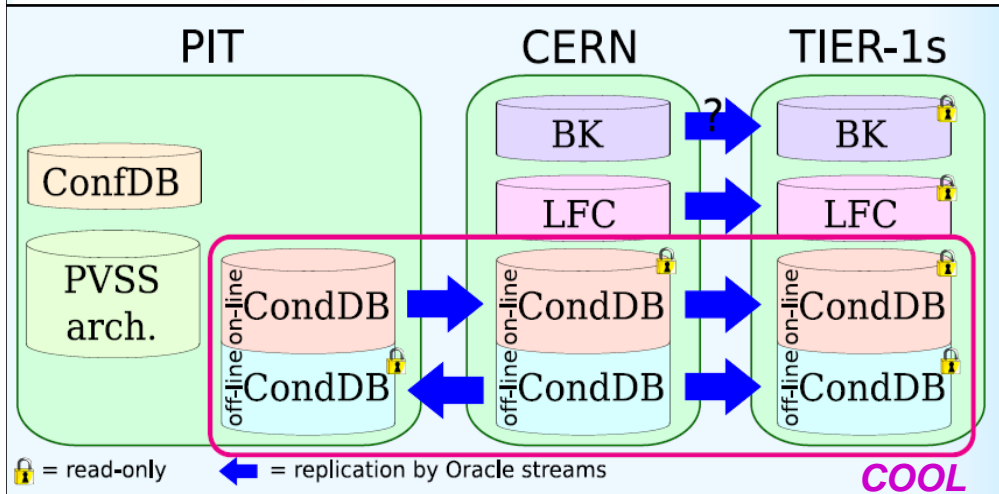 PIT
CERN
TIER-1s
ConfDB
PVSS
arch.
on-line
CondDB
off-line
CondDB
BK
?
LFC
on-line
CondDB
off-line
CondDB
BK
LFC
on-line
CondDB
off-line
CondDB
= read-only
= replication by Oracle streams
COOL